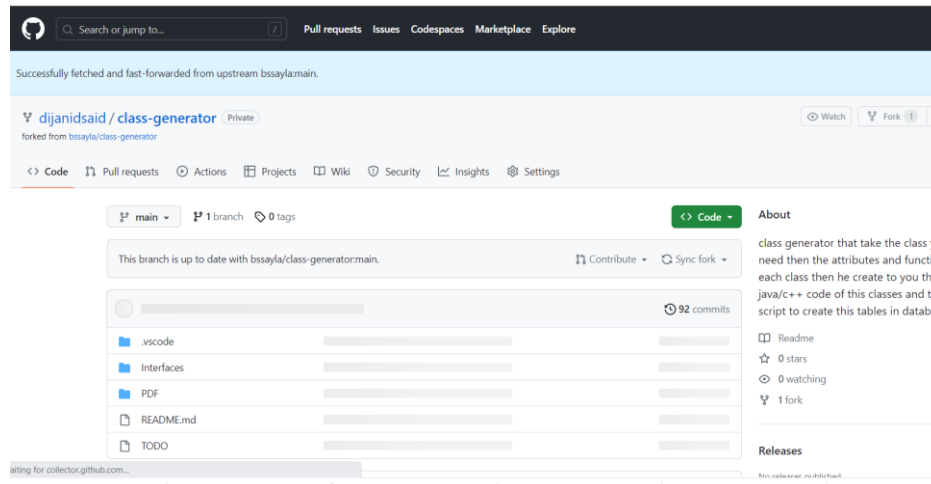 Search or jump to... / Pull requests Issues Codespaces Marketplace Explore
Successfully fetched and fast-forwarded from upstream bssayla:main.
dijanidsaid / class-generator Private
Watch Fork 1
forked from bssayla/class-generator
Code Pull requests Actions Projects Wiki Security Insights Settings
main 1 branch 0 tags Code
This branch is up to date with bssayla/class-generator:main. Contribute Sync fork
92 commits
.vscode
Interfaces
PDF
README.md
TODO
About
class generator that take the class
need then the attributes and
each class then he create to you
java/c++ code of this classes and
script to create this tables in
Readme
0 stars
0 watching
1 fork
Releases
No releases published
aiting for collector.github.com...